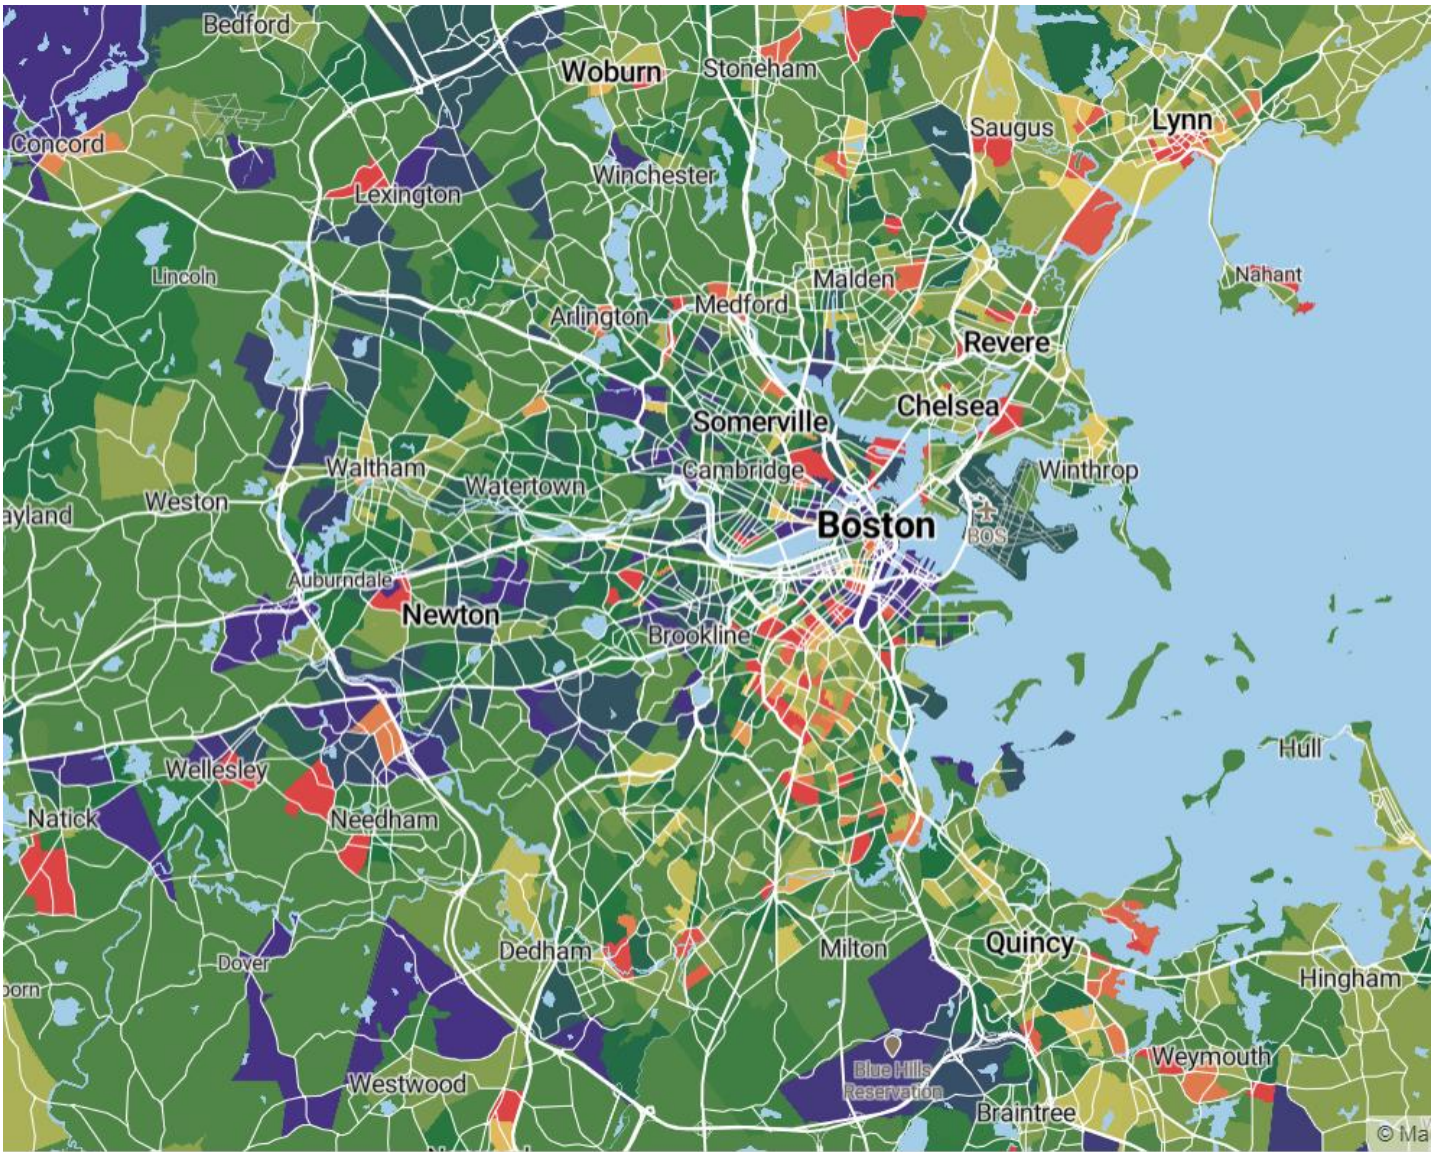 Bedford
Woburn
Stoneham
Concord
Saugus
Lynn
Lexington
Winchester
Lincoln
Malden
Nahant
Arlington
Medford
Revere
Somerville
Chelsea
Waltham
Cambridge
Winthrop
Weston
Watertown
ayland
Boston
BOS
Auburndale
Newton
Brookline
Hull
Wellesley
Natick
Needham
Dedham
Milton
Quincy
Dover
Hingham
born
Weymouth
Blue Hills
Reservation
Westwood
Braintree
© Ma